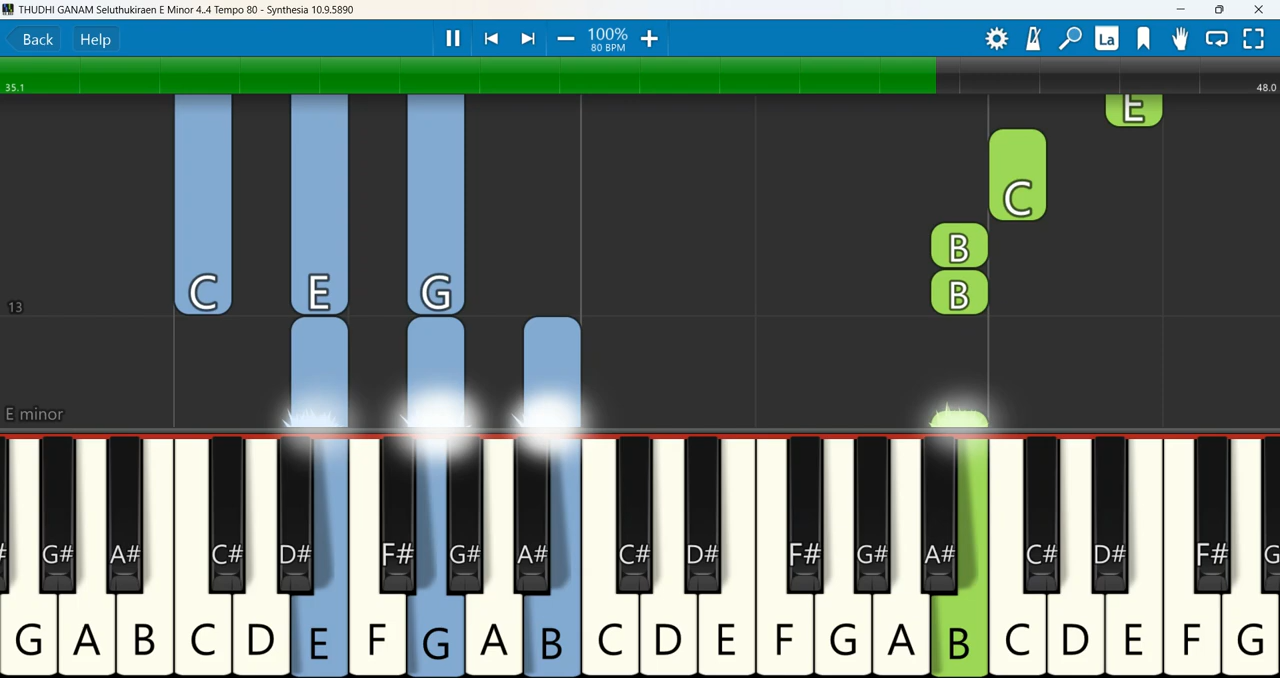 THUDHI GANAM Seluthukiraen E Minor 4..4 Tempo 80 - Synthesia 10.9.5890
Back Help 100% La
80 BPM
35.1 48.0
E
C
B
C E G B
13
E minor
# G# A# C# D# F# G# A# C# D# F# G# A# C# D# F# G
G A B C D E F G A B C D E F G A B C D E F G